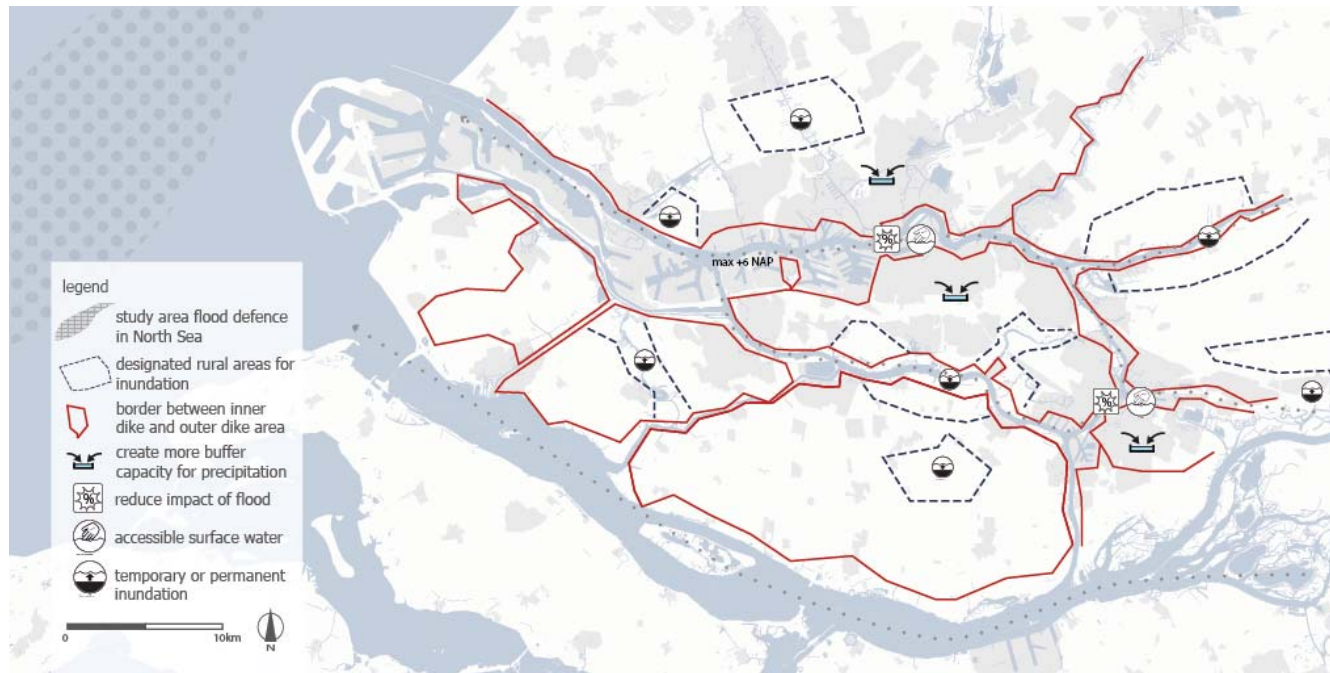 max +6 NAP
legend
study area flood defence
in North Sea
designated rural areas for
inundation
border between inner
dike and outer dike area
create more buffer
capacity for precipitation
%
reduce impact of flood
accessible surface water
temporary or permanent
inundation
0
10km
N
%
%